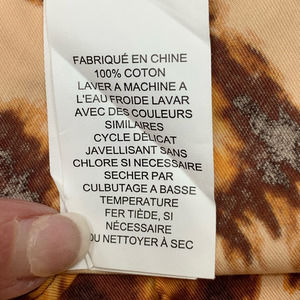 FABRIQUÉ EN CHINE
100% COTON
LAVER A MACHINE A
L'EAU FROIDE LAVAR
AVEC DES COULEURS
SIMILAIRES
CYCLE DÉLICAT
JAVELLISANT SANS
CHLORE SI NECESSAIRE
SECHER PAR
CULBUTAGE A BASSE
TEMPERATURE
FER TIÈDE, SI
NÉCESSAIRE
OU NETTOYER À SEC